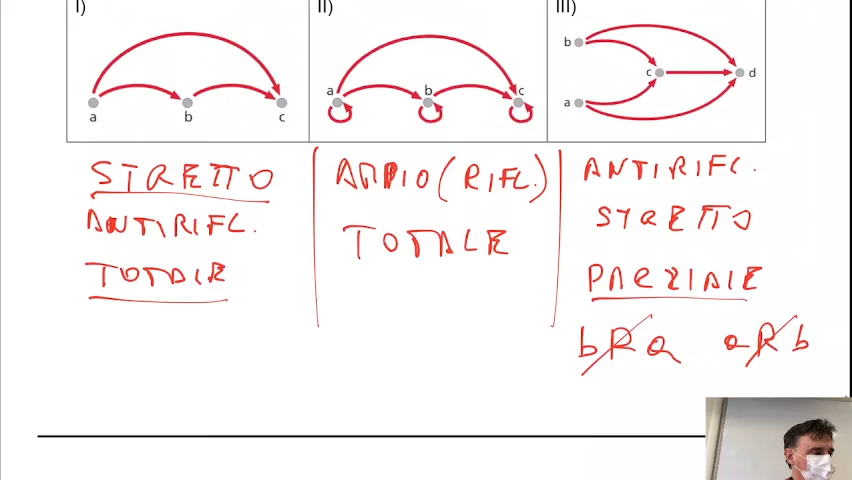 I)
a
b
c
II)
a
b
c
III)
b
c
d
a
STRETTO
ANTIRIFL.
TOTALE
AMPIO (RIFL.)
TOTALE
ANTIRIFL.
STRETTO
PARZIALE
bRa aRb